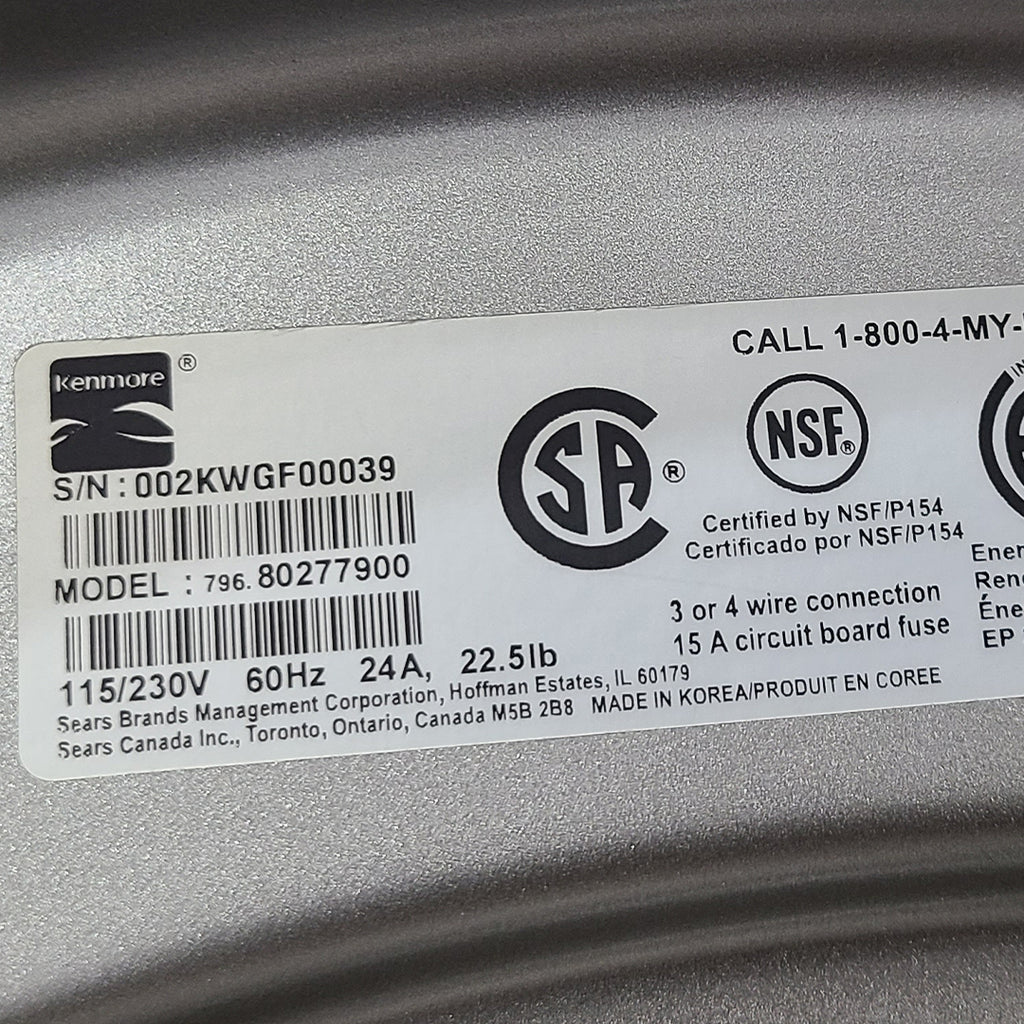 Kenmore ®
CALL 1-800-4-MY-
S/N : 002KWGF00039
MODEL : 796. 80277900
115/230V 60Hz 24A, 22.5lb
Sears Brands Management Corporation, Hoffman Estates, IL 60179
Sears Canada Inc., Toronto, Ontario, Canada M5B 2B8 MADE IN KOREA/PRODUIT EN COREE
SA ®
NSF®
Certified by NSF/P154
Certificado por NSF/P154
3 or 4 wire connection
15 A circuit board fuse
EP